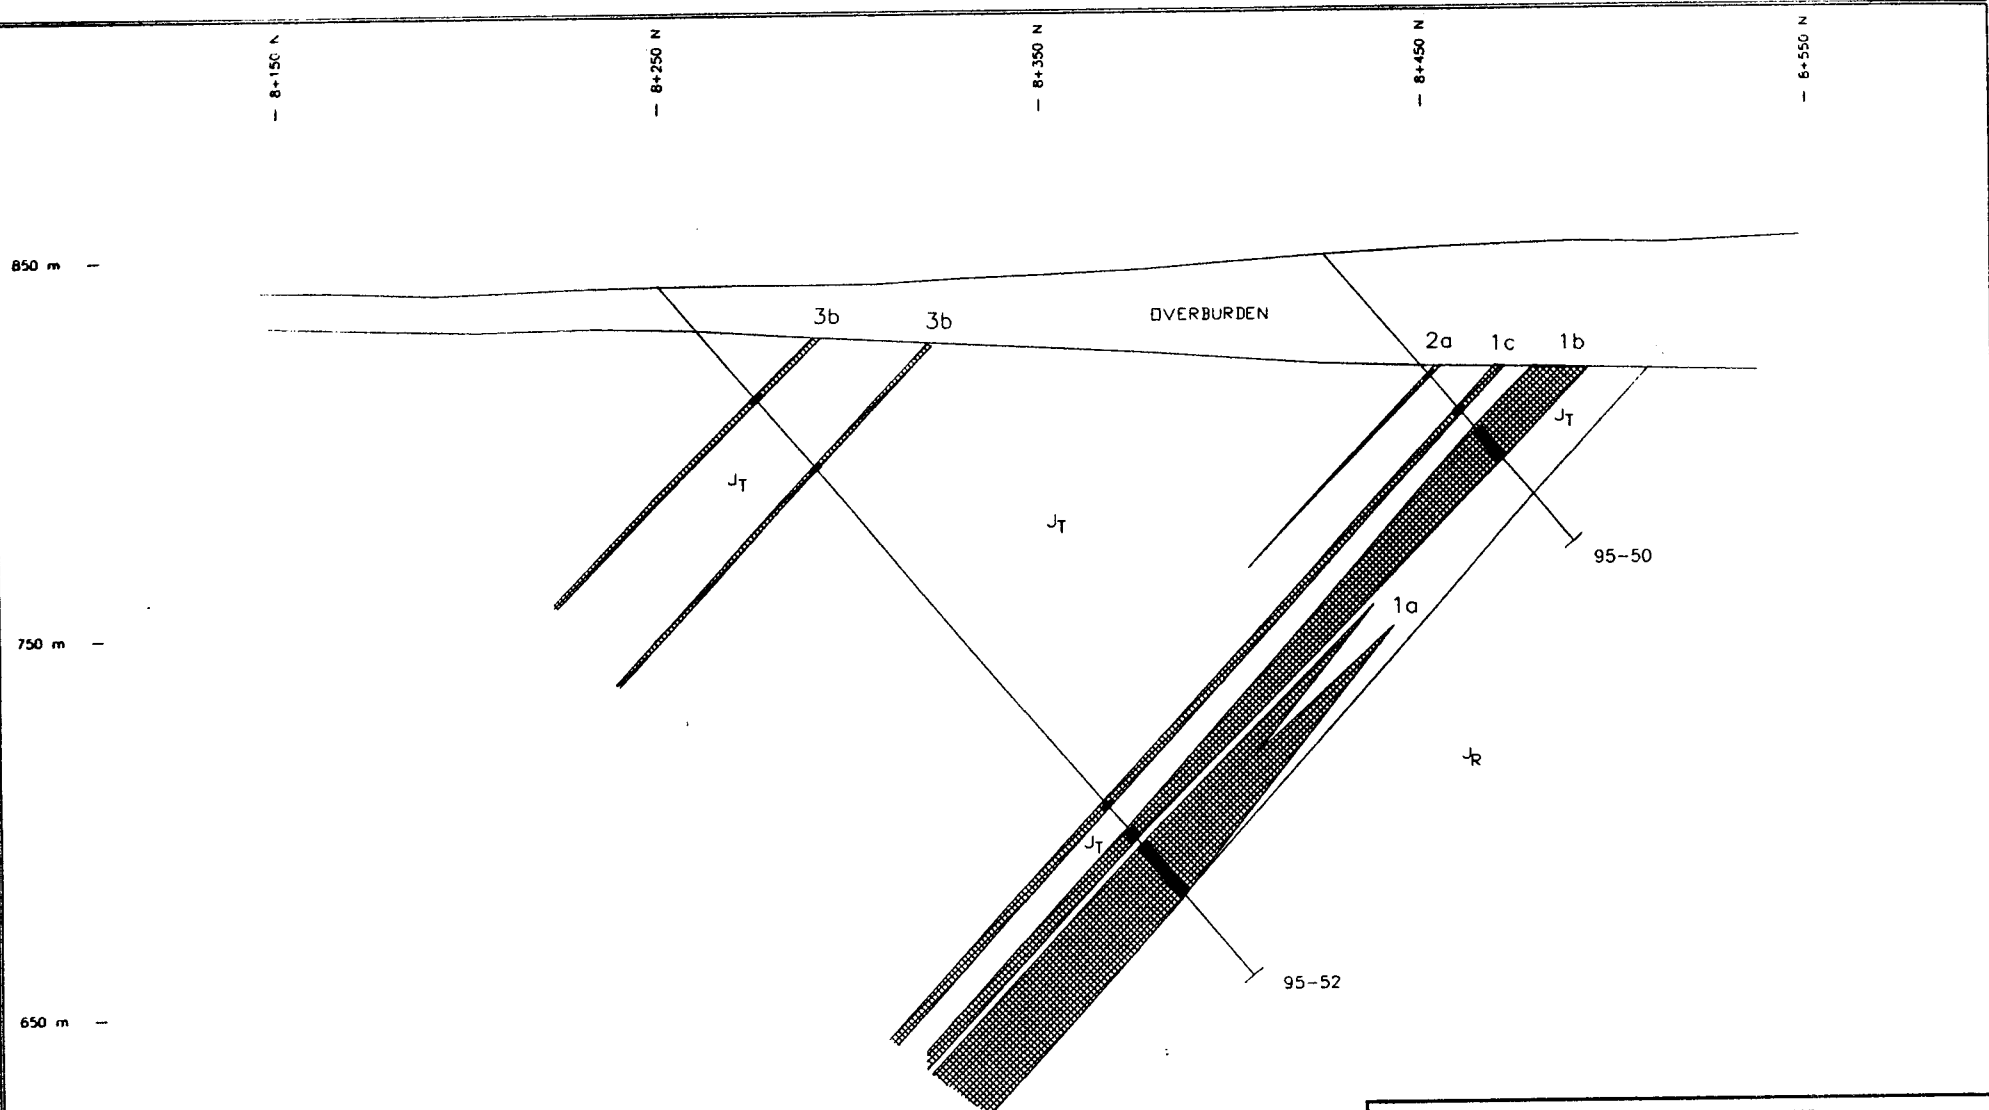 — 8+150 N
— 8+250 N
— 8+350 N
— 8+450 N
— 8+550 N
850 m —
OVERBURDEN
3b
3b
2a
1c
1b
JT
JT
JT
95-50
1a
750 m —
JR
JT
95-52
650 m —